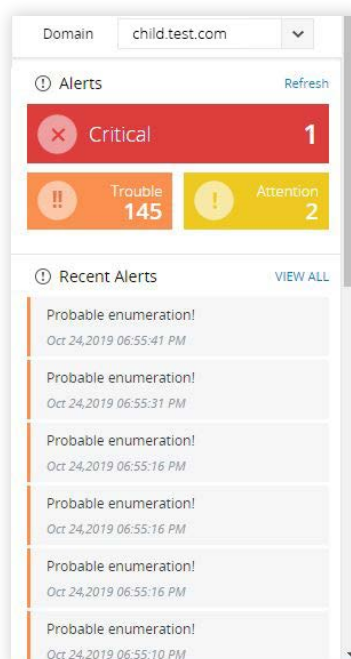 Domain child.test.com
Alerts Refresh
Critical 1
Trouble Attention
145 2
Recent Alerts VIEW ALL
Probable enumeration!
Oct 24,2019 06:55:41 PM
Probable enumeration!
Oct 24,2019 06:55:31 PM
Probable enumeration!
Oct 24,2019 06:55:16 PM
Probable enumeration!
Oct 24,2019 06:55:16 PM
Probable enumeration!
Oct 24,2019 06:55:16 PM
Probable enumeration!
Oct 24,2019 06:55:10 PM